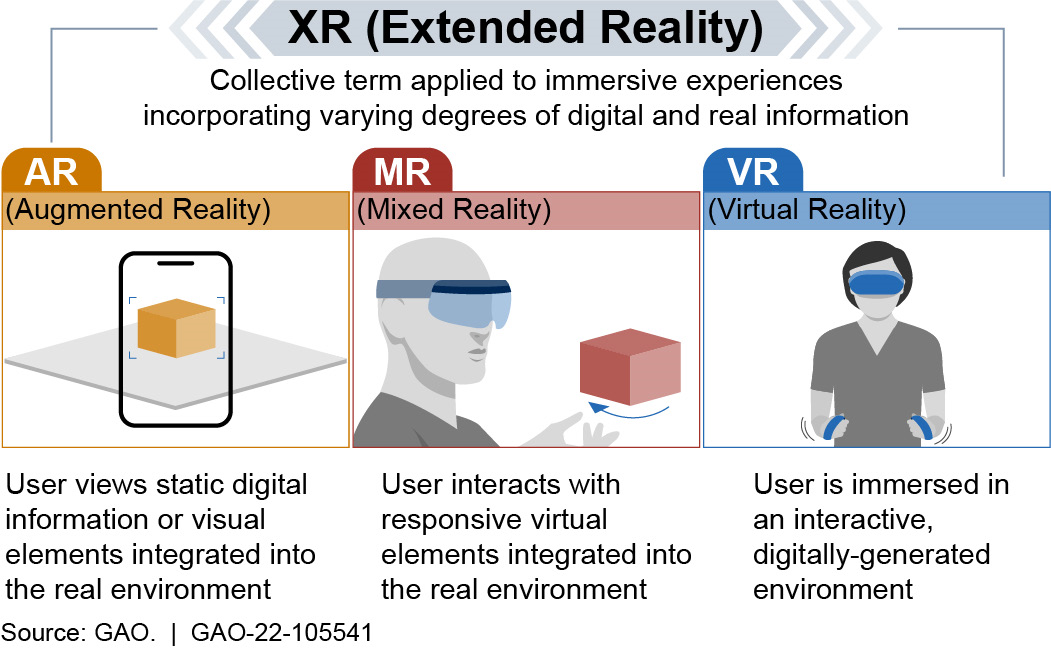 XR (Extended Reality)
Collective term applied to immersive experiences
incorporating varying degrees of digital and real information
AR
(Augmented Reality)
User views static digital
information or visual
elements integrated into
the real environment
MR
(Mixed Reality)
User interacts with
responsive virtual
elements integrated into
the real environment
VR
(Virtual Reality)
User is immersed in
an interactive,
digitally-generated
environment
Source: GAO. | GAO-22-105541